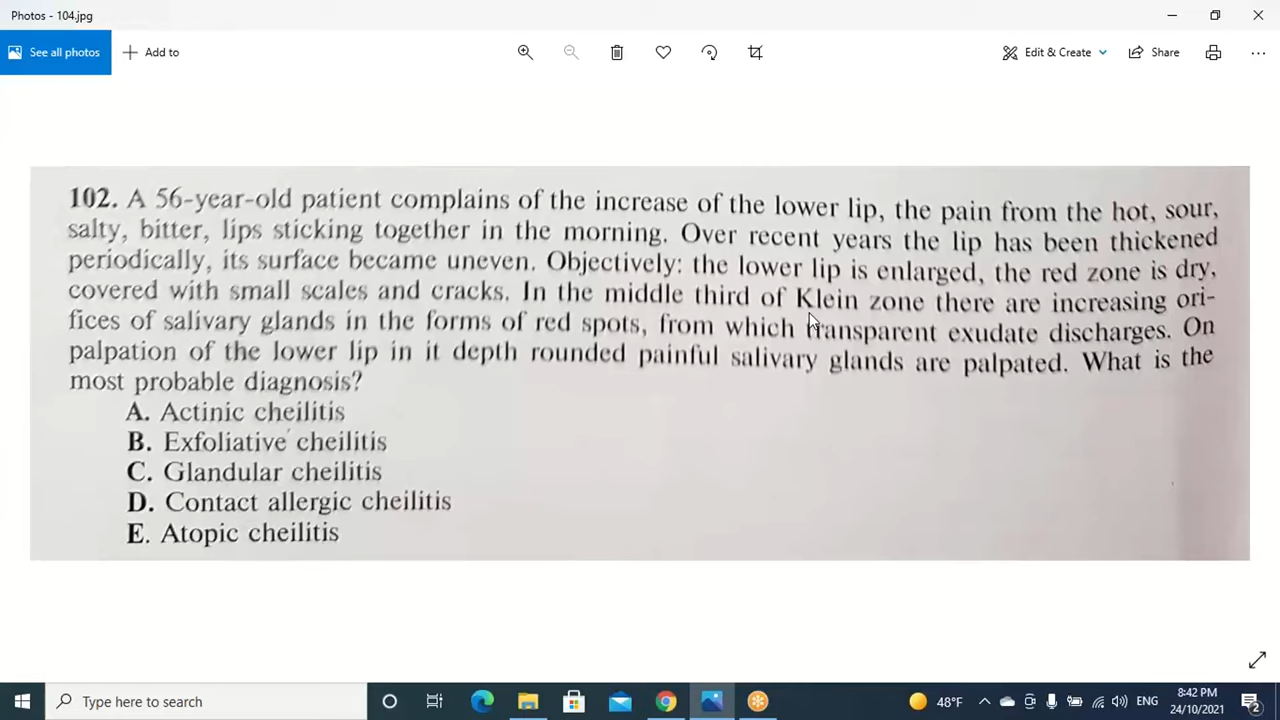 Photos - 104.jpg
See all photos
Add to
Edit & Create
Share
102. A 56-year-old patient complains of the increase of the lower lip, the pain from the hot, sour,
salty, bitter, lips sticking together in the morning. Over recent years the lip has been thickened
periodically, its surface became uneven. Objectively: the lower lip is enlarged, the red zone is dry,
covered with small scales and cracks. In the middle third of Klein zone there are increasing ori-
fices of salivary glands in the forms of red spots, from which transparent exudate discharges. On
palpation of the lower lip in it depth rounded painful salivary glands are palpated. What is the
most probable diagnosis?
A. Actinic cheilitis
B. Exfoliative cheilitis
C. Glandular cheilitis
D. Contact allergic cheilitis
E. Atopic cheilitis
Type here to search
48°F
ENG
8:42 PM
24/10/2021
2